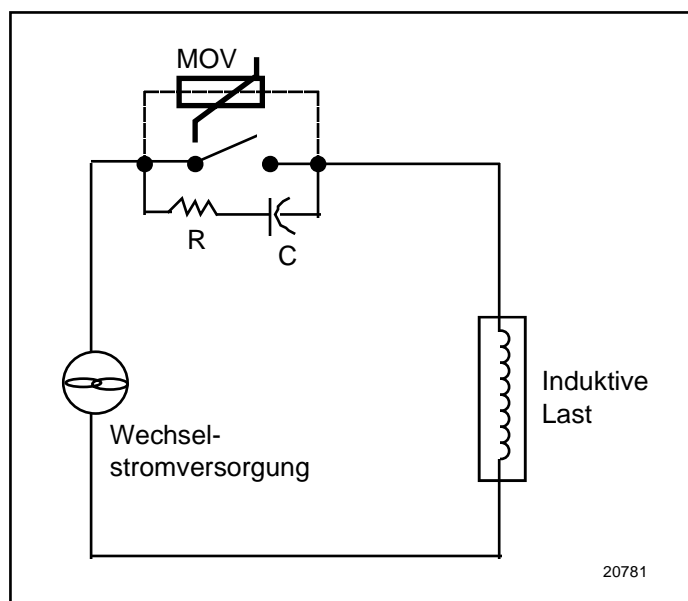 MOV
R
C
Induktive
Last
Wechsel-
stromversorgung
20781